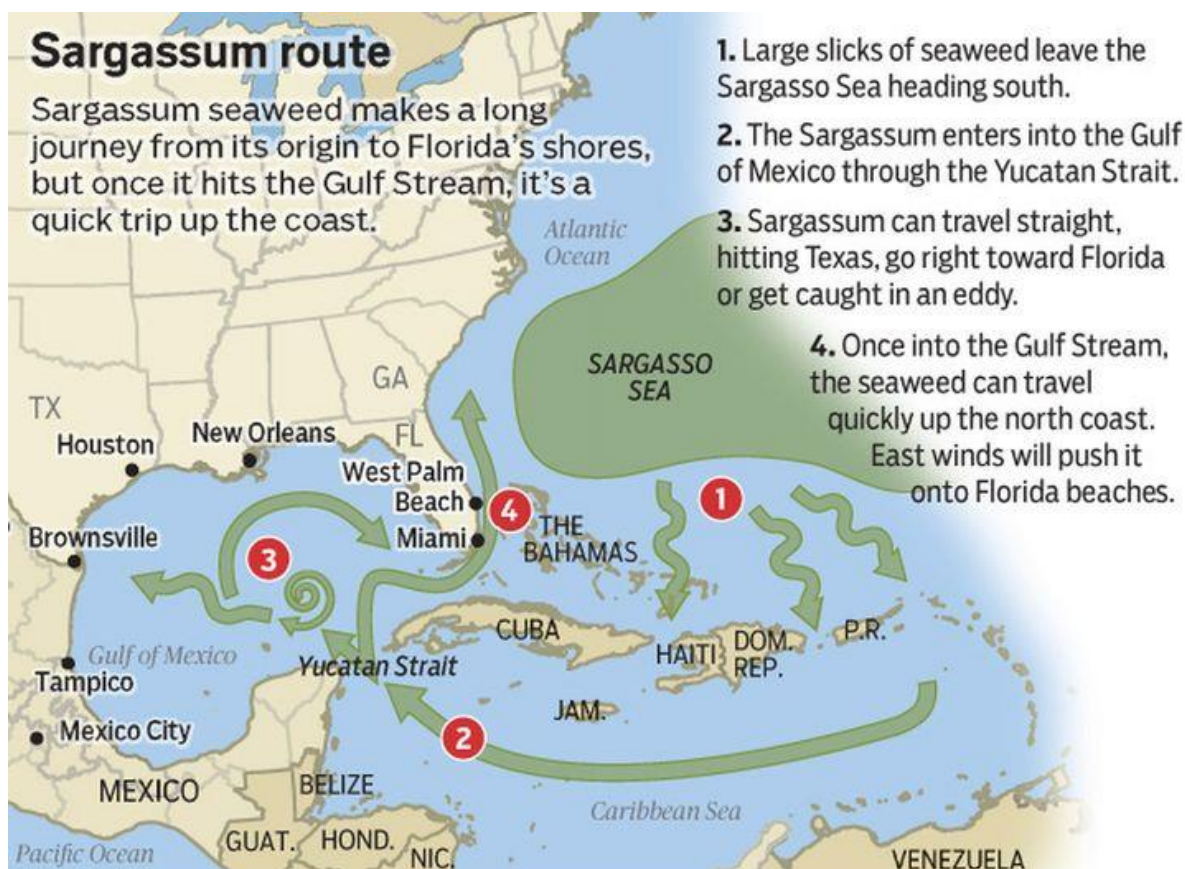 Sargassum route
Sargassum seaweed makes a long
journey from its origin to Florida's shores,
but once it hits the Gulf Stream, it's a
quick trip up the coast.
1. Large slicks of seaweed leave the
Sargasso Sea heading south.
2. The Sargassum enters into the Gulf
of Mexico through the Yucatan Strait.
3. Sargassum can travel straight,
hitting Texas, go right toward Florida
or get caught in an eddy.
4. Once into the Gulf Stream,
the seaweed can travel
quickly up the north coast.
East winds will push it
onto Florida beaches.
Atlantic
Ocean
SARGASSO
SEA
TX
GA
FL
Houston
New Orleans
West Palm
Beach
Miami
Brownsville
THE
BAHAMAS
1
4
3
CUBA
HAITI
DOM.
REP.
P.R.
Gulf of Mexico
Yucatan Strait
Tampico
JAM.
Mexico City
2
MEXICO
BELIZE
Caribbean Sea
GUAT.
HOND.
NIC.
Pacific Ocean
VENEZUELA